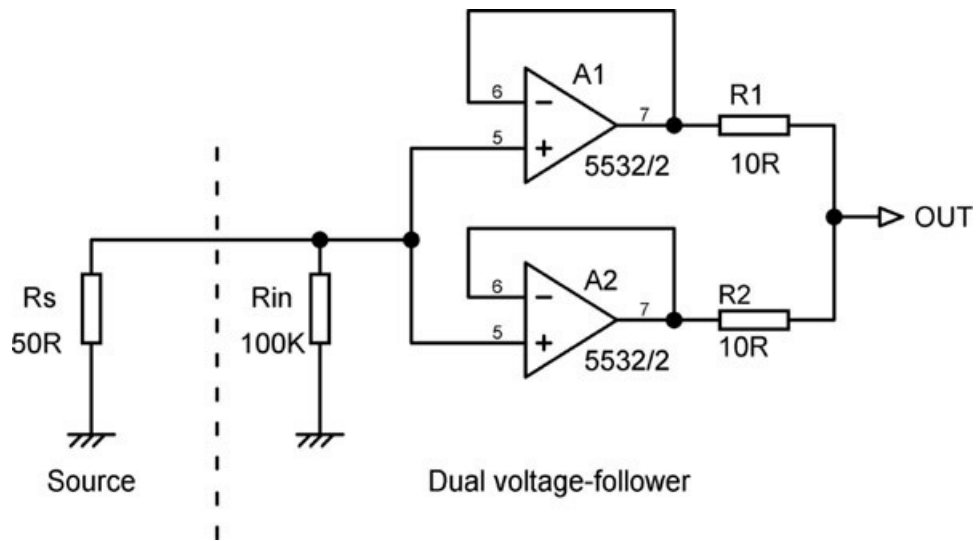 A1
6
−
7
5
+
5532/2
R1
10R
OUT
Rs
50R
Rin
100K
A2
6
−
7
5
+
5532/2
R2
10R
Source
Dual voltage-follower